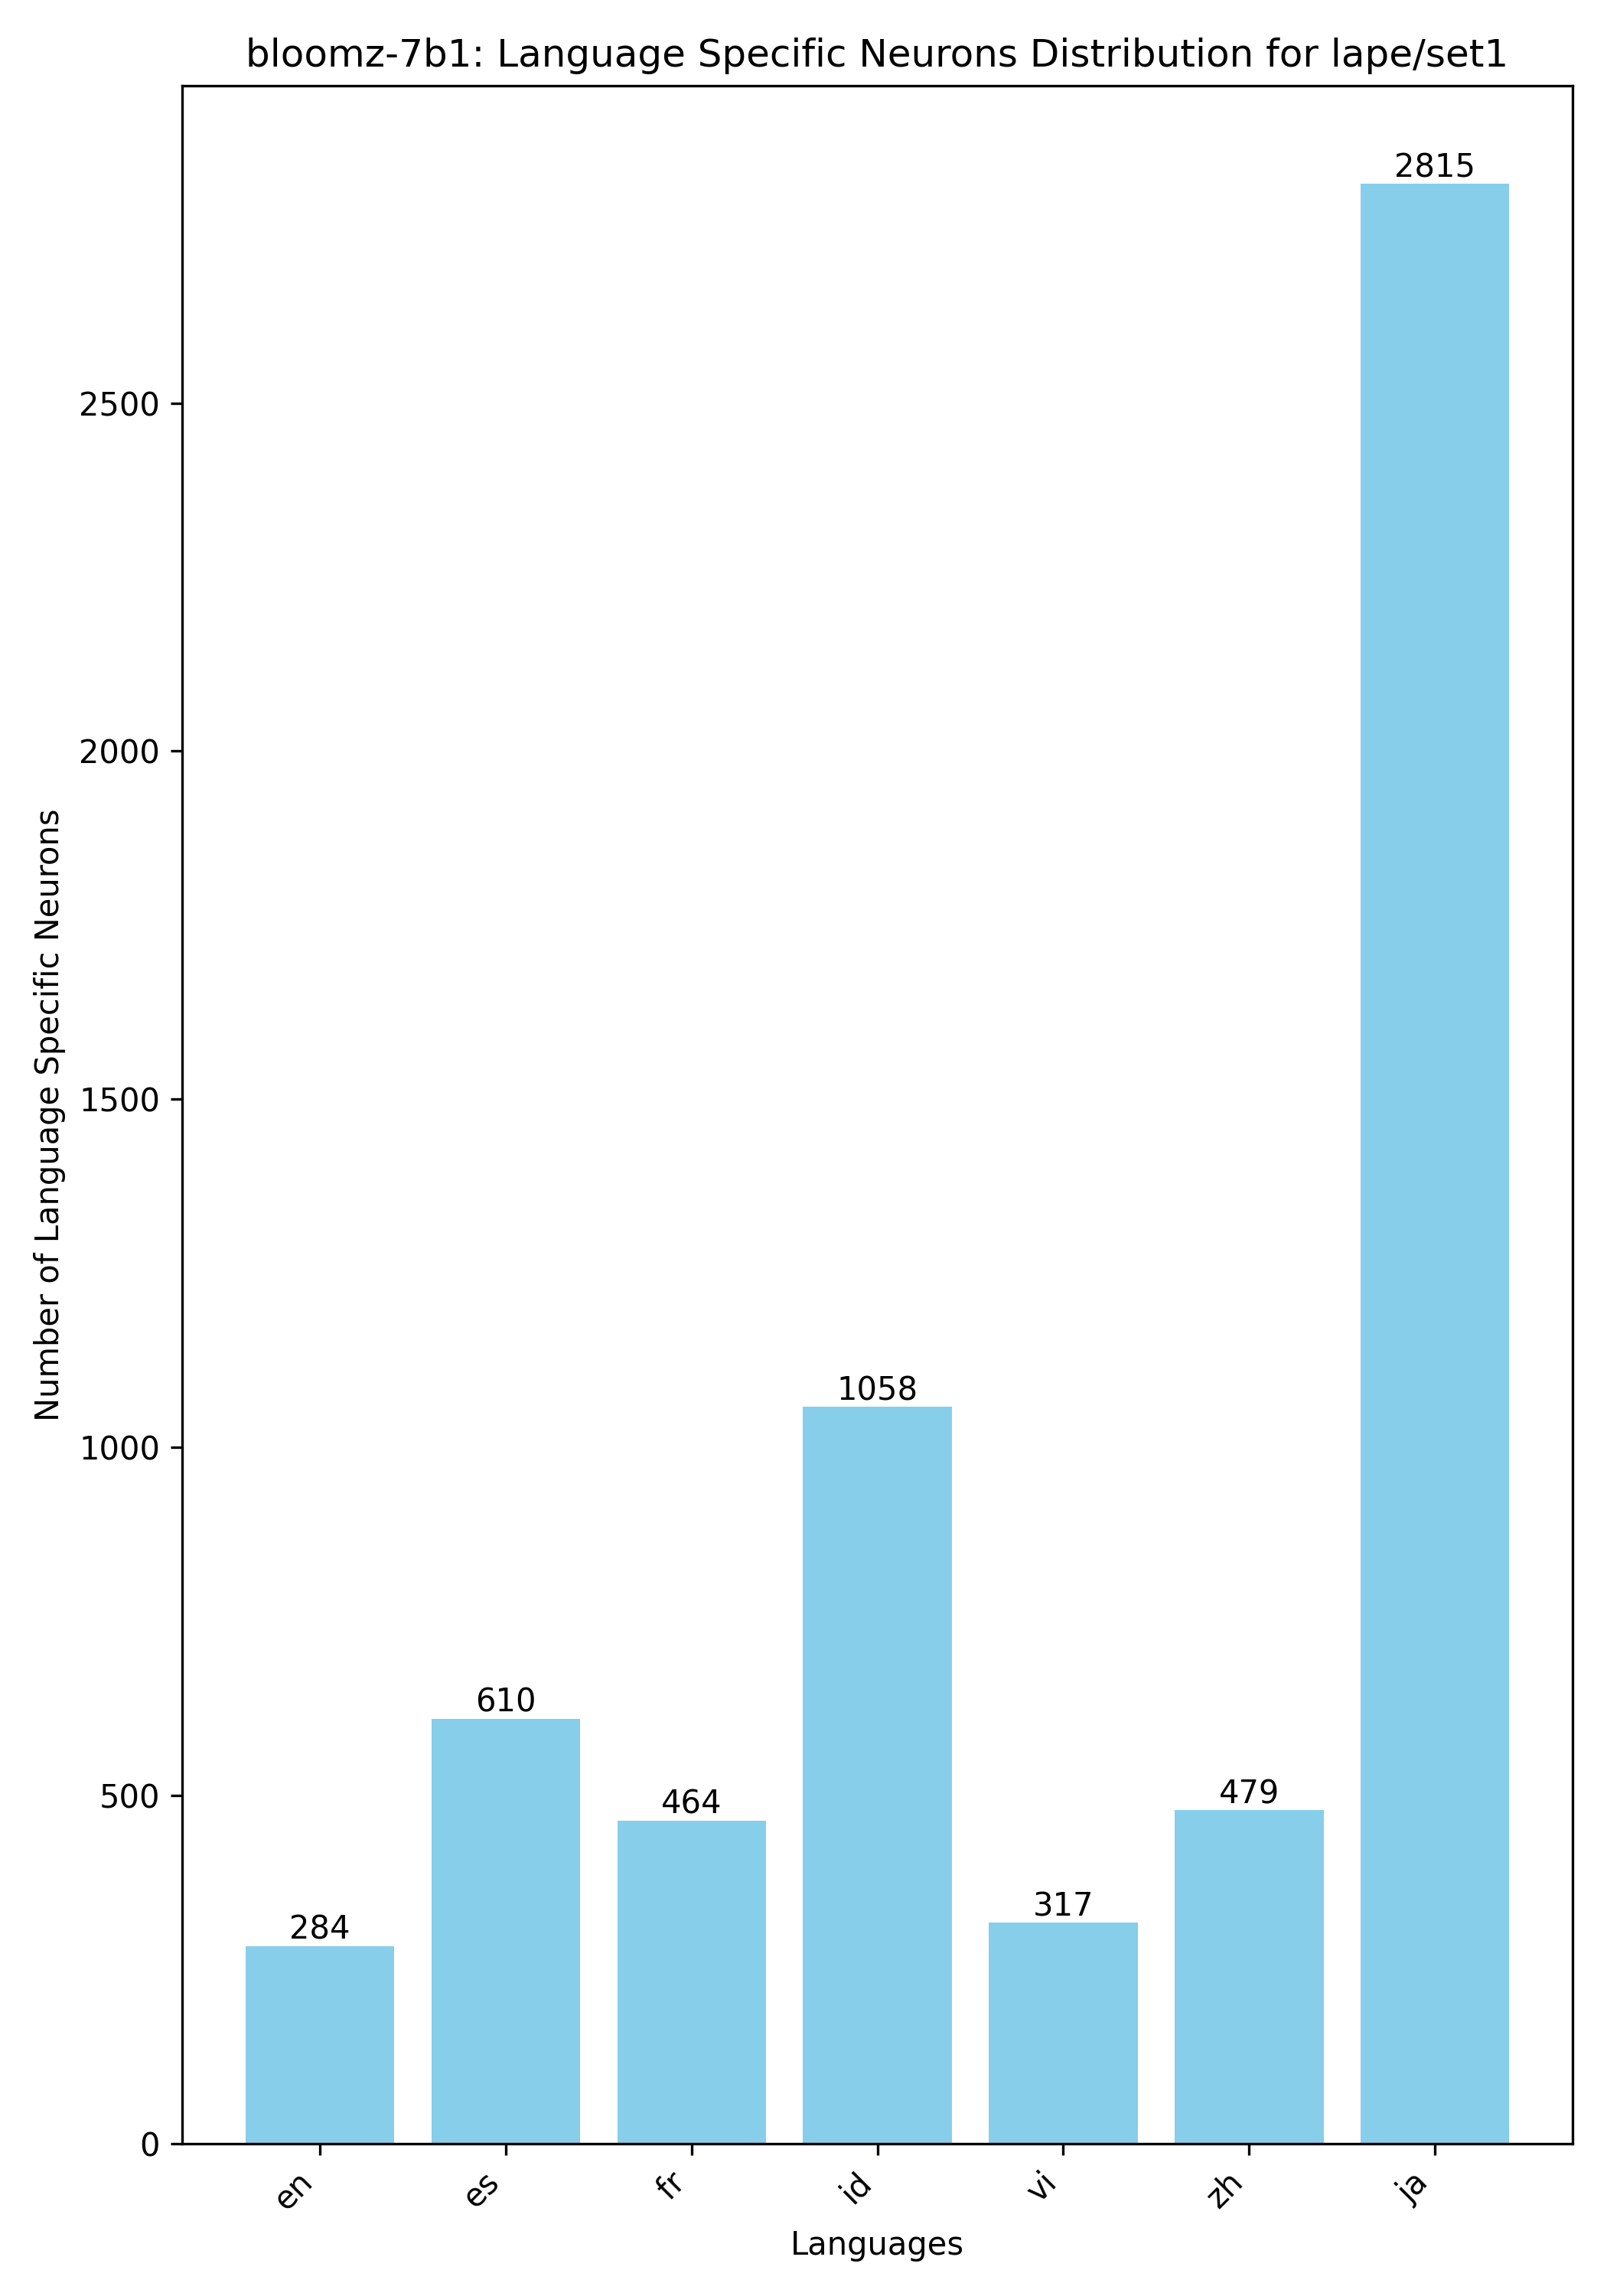 bloomz-7b1: Language Specific Neurons Distribution for lape/set1
2815
2500
2000
1500
1058
1000
610
500
464
479
317
284
0
Number of Language Specific Neurons
en
es
fr
id
vi
zh
ja
Languages